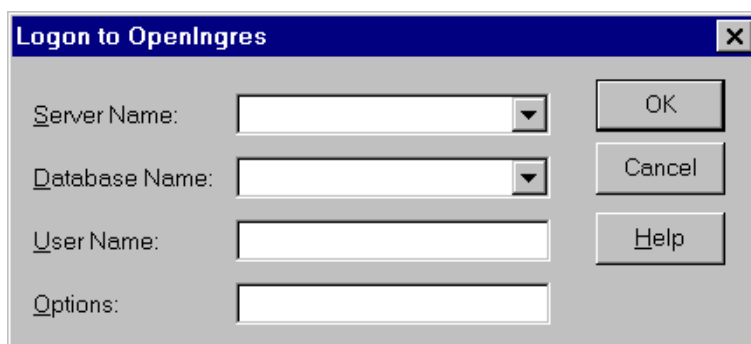 Logon to OpenIngres
Server Name:
OK
Database Name:
Cancel
User Name:
Help
Options: